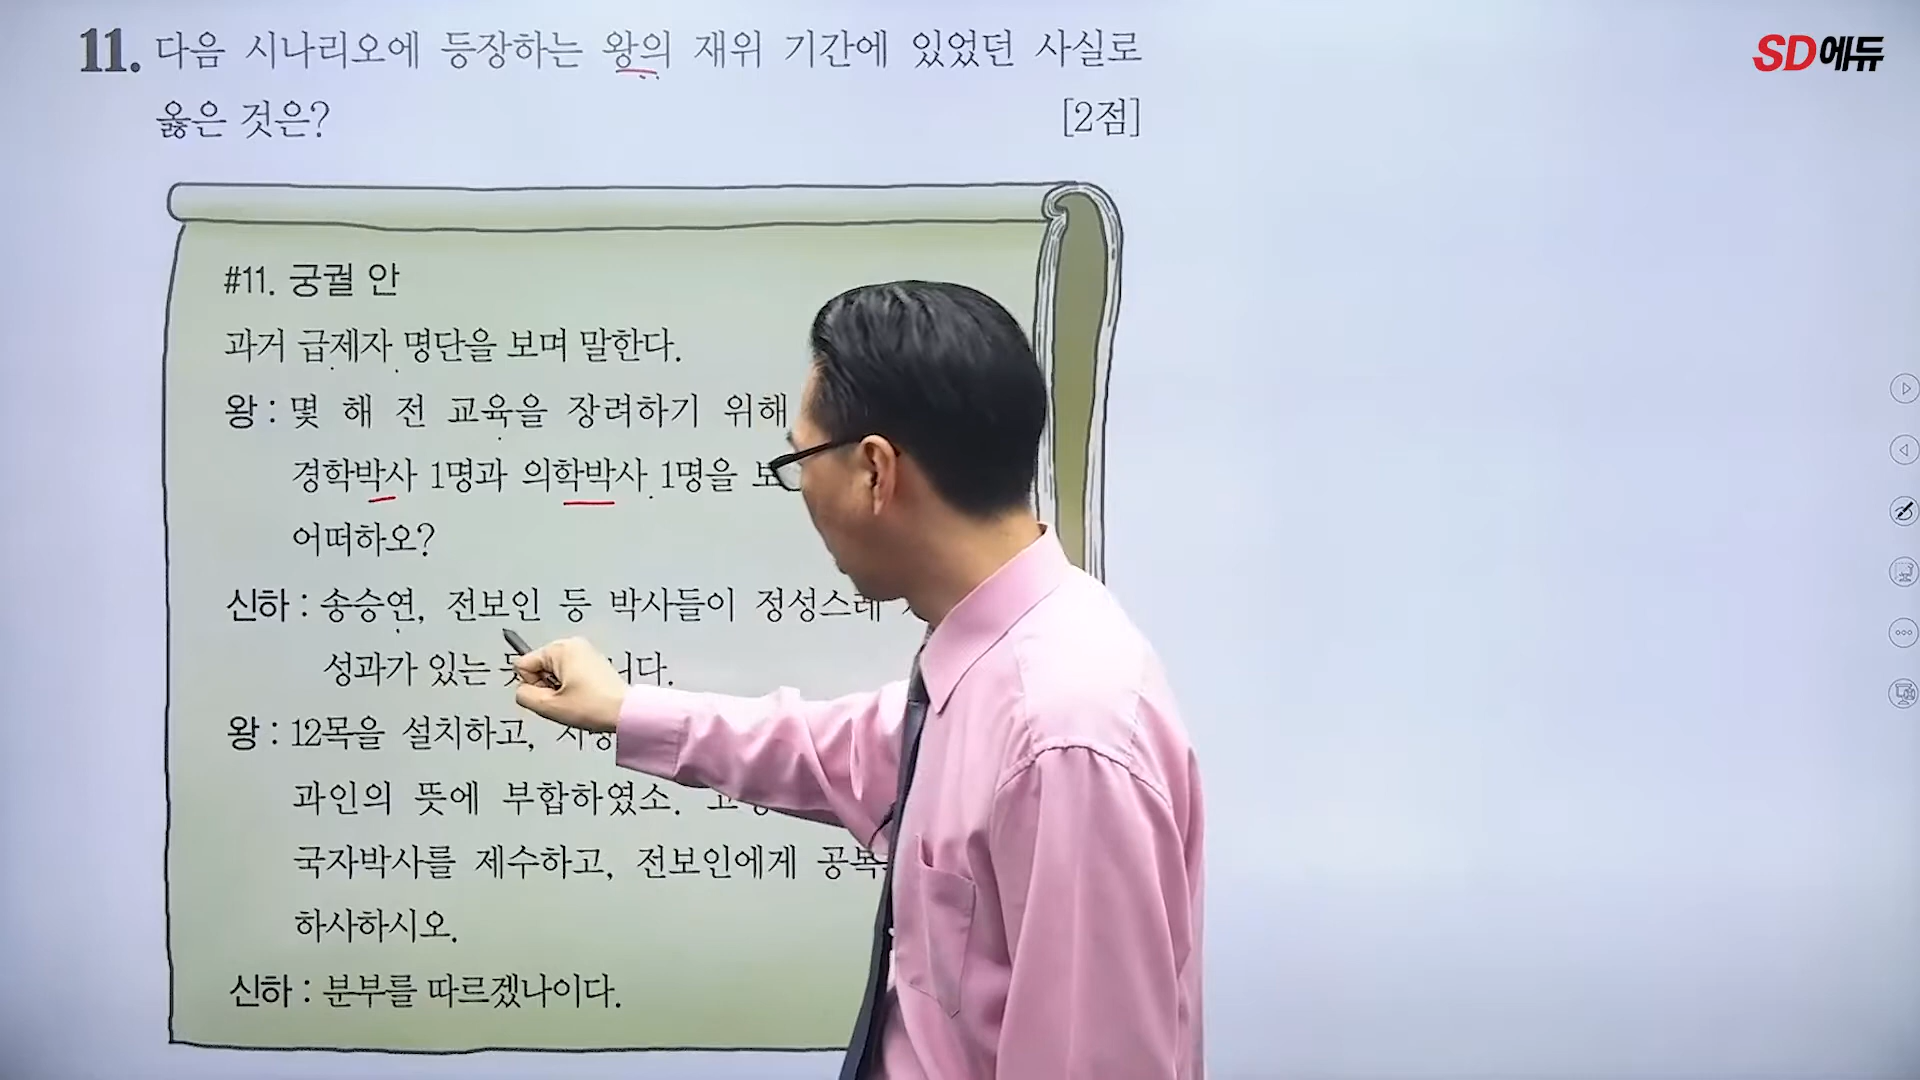 SD에듀
11. 다음 시나리오에 등장하는 왕의 재위 기간에 있었던 사실로
옳은 것은? [2점]
#11. 궁궐 안
과거 급제자 명단을 보며 말한다.
왕 : 몇 해 전 교육을 장려하기 위해
경학박사 1명과 의학박사 1명을
어떠하오?
신하 : 송승연, 전보인 등 박사들이 정성스레
성과가 있는
왕 : 12목을 설치하고,
과인의 뜻에 부합하였소.
국자박사를 제수하고, 전보인에게 공복
하사하시오.
신하 : 분부를 따르겠나이다.